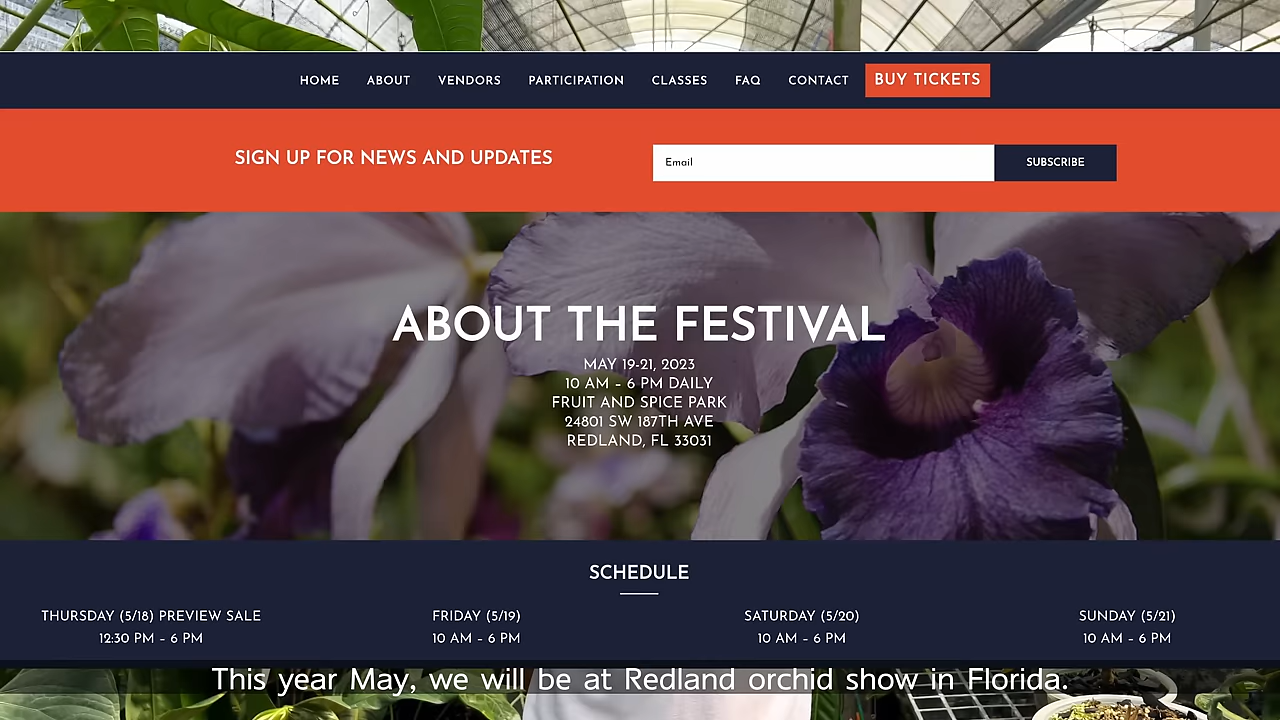 HOME ABOUT VENDORS PARTICIPATION CLASSES FAQ CONTACT BUY TICKETS
SIGN UP FOR NEWS AND UPDATES
Email SUBSCRIBE
ABOUT THE FESTIVAL
MAY 19-21, 2023
10 AM – 6 PM DAILY
FRUIT AND SPICE PARK
24801 SW 187TH AVE
REDLAND, FL 33031
SCHEDULE
THURSDAY (5/18) PREVIEW SALE
12:30 PM – 6 PM
FRIDAY (5/19)
10 AM – 6 PM
SATURDAY (5/20)
10 AM – 6 PM
SUNDAY (5/21)
10 AM – 6 PM
This year May, we will be at Redland orchid show in Florida.